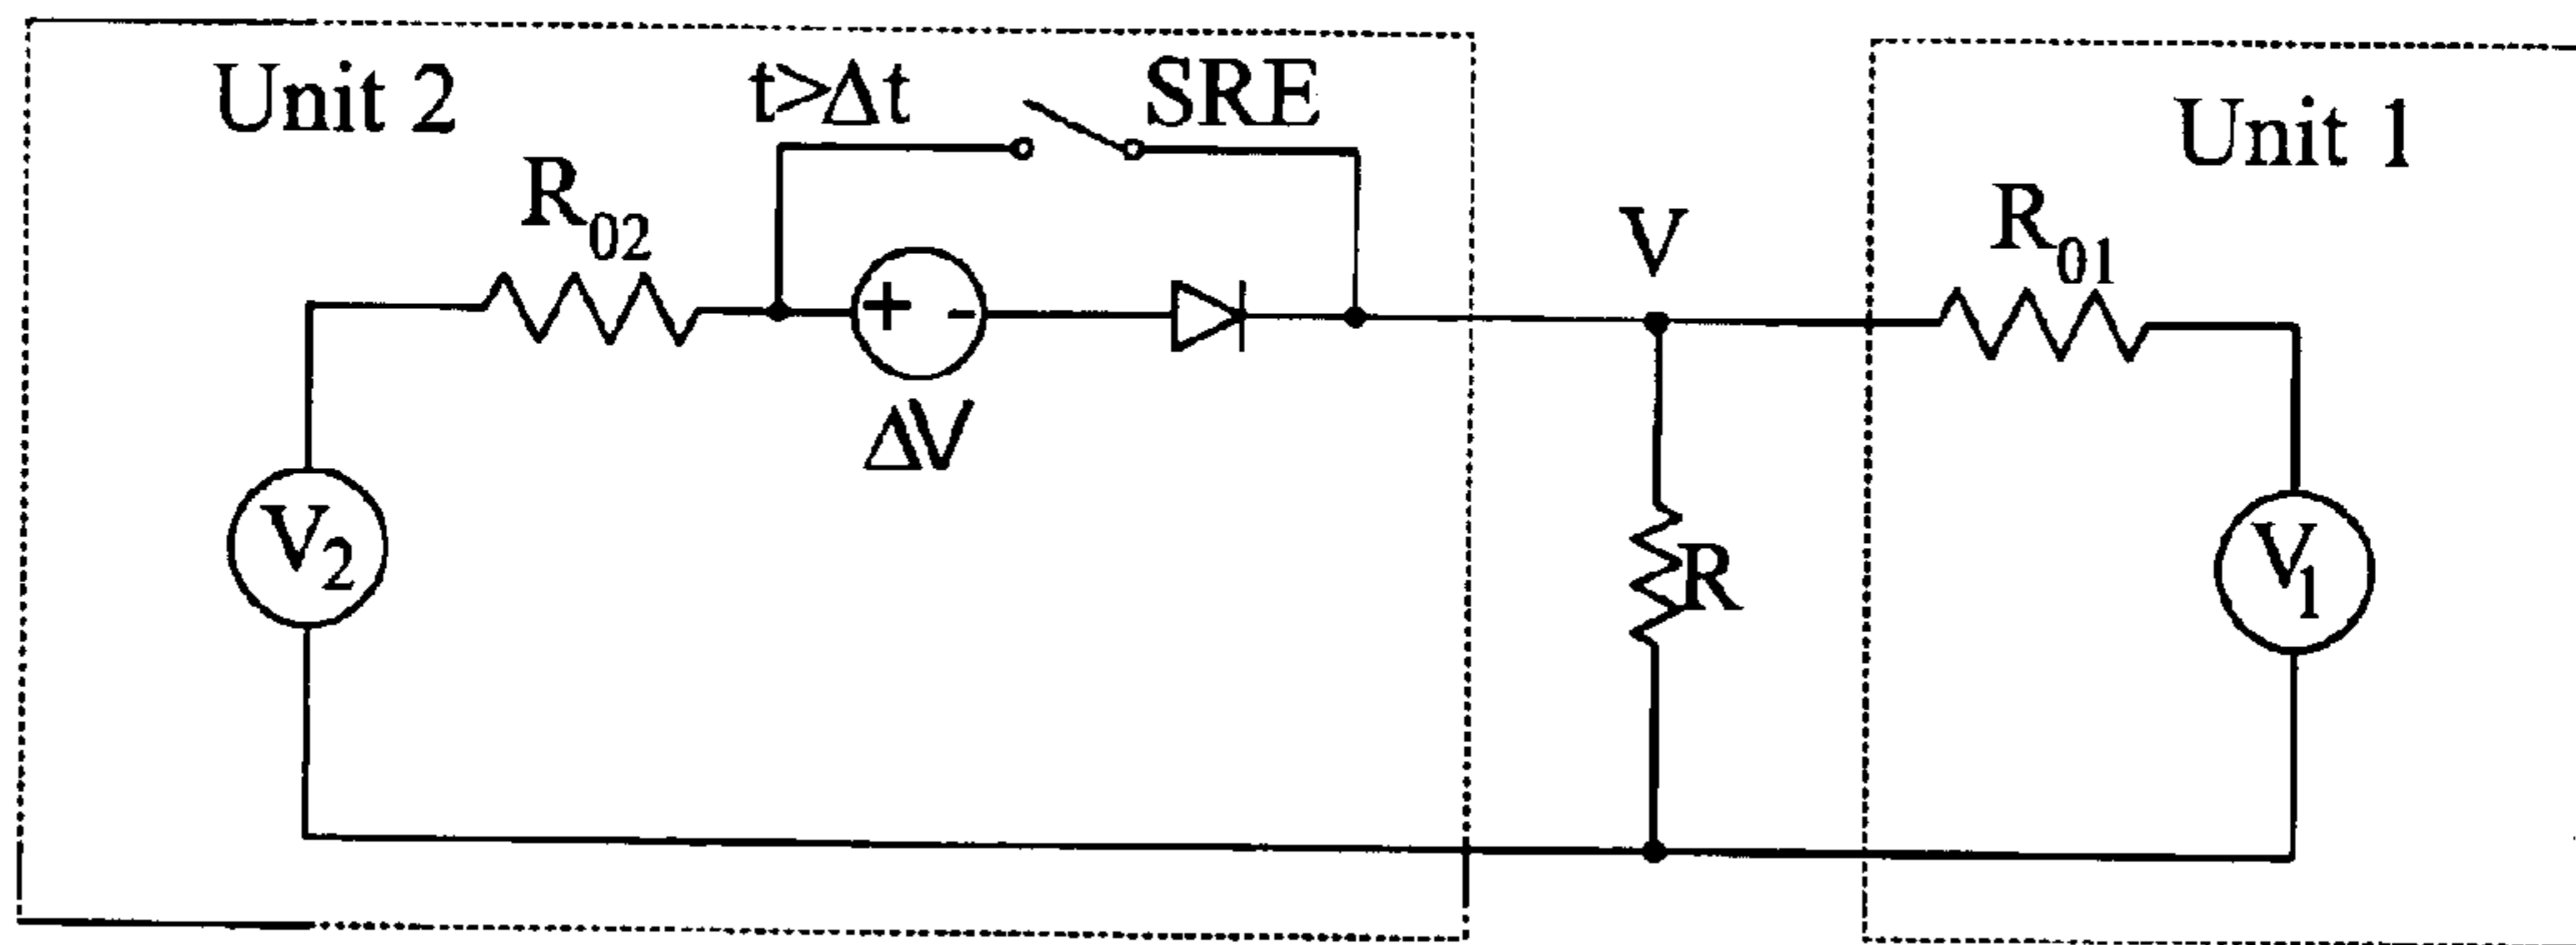 Unit 2
t>Δt
SRE
Unit 1
R02
V
R01
+
-
ΔV
V2
R
V1